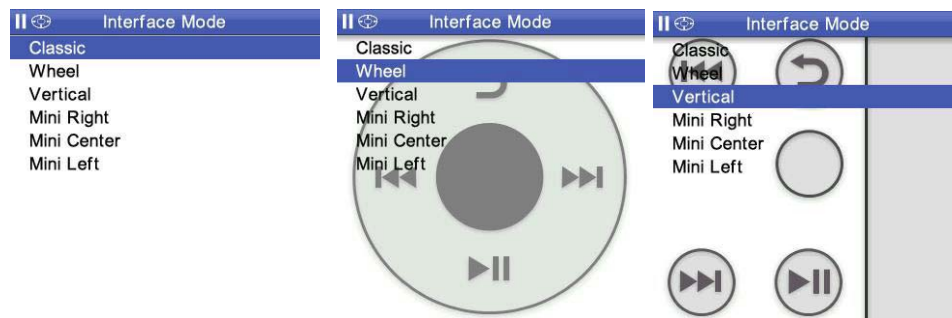 Interface Mode
Classic
Wheel
Vertical
Mini Right
Mini Center
Mini Left
Interface Mode
Classic
Wheel
Vertical
Mini Right
Mini Center
Mini Left
Interface Mode
Classic
Wheel
Vertical
Mini Right
Mini Center
Mini Left